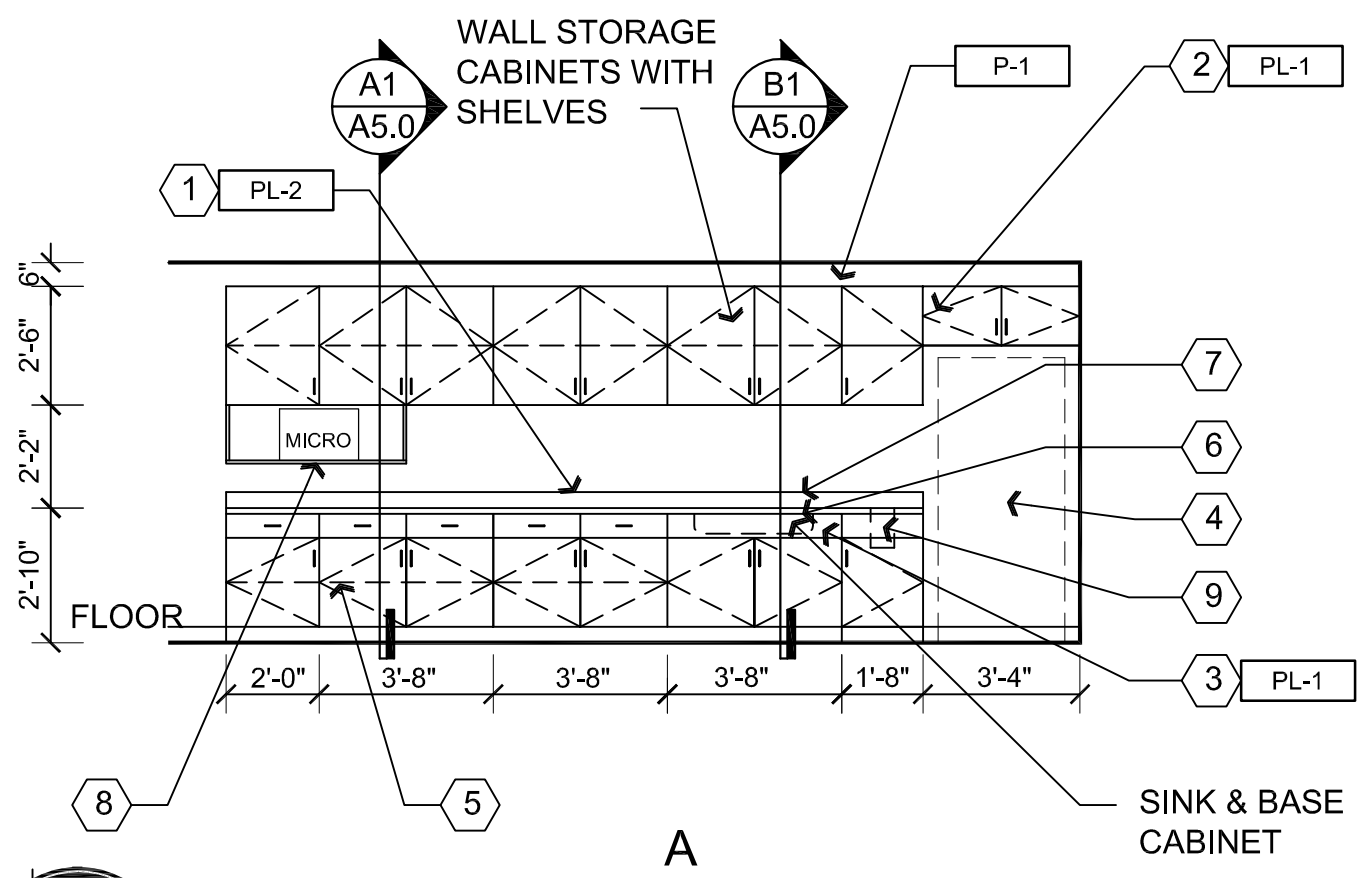 WALL STORAGE
CABINETS WITH
SHELVES
A1
A5.0
B1
A5.0
P-1
2 PL-1
1 PL-2
6"
2'-6"
2'-2"
2'-10"
MICRO
7
6
4
9
3 PL-1
FLOOR
2'-0" 3'-8" 3'-8" 3'-8" 1'-8" 3'-4"
8
5
SINK & BASE
CABINET
A